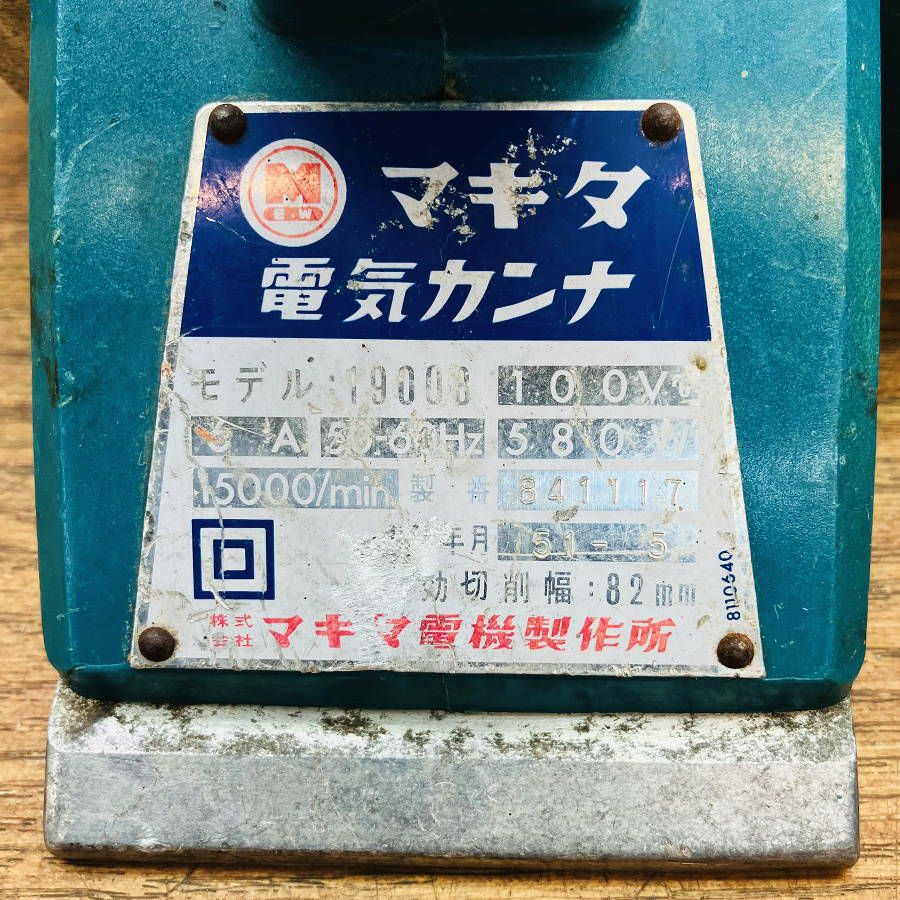 M
E.W
マキタ
電気カンナ
モデル:1900B 100V
6 A 50-60Hz 580W
15000/min 製 番 841117
年月 51-5
効切削幅:82mm
8110640
株式会社 マキタ電機製作所